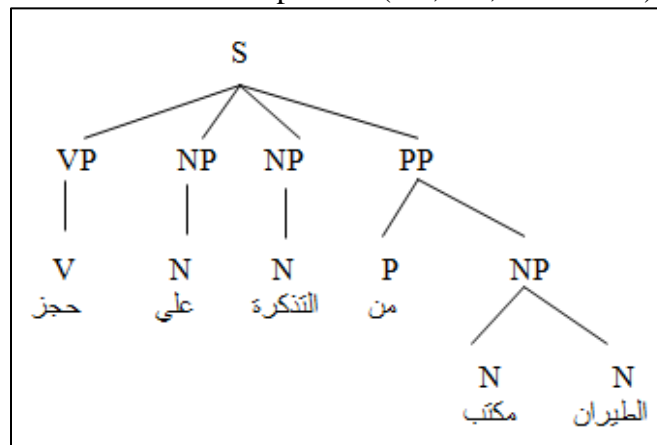 S
VP NP NP PP
V N N P NP
حجز علي التذكرة من
N N
مكتب الطيران